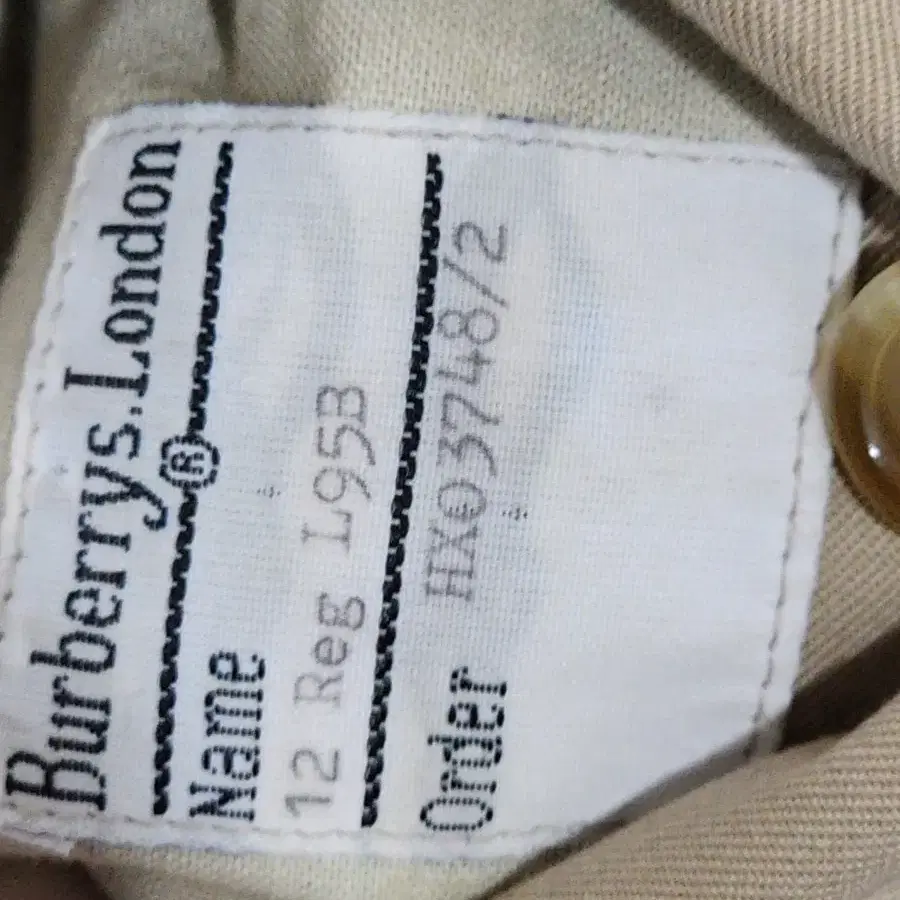 Burberrys.London
®
Name
12 Reg L95B
Order HX03748/2